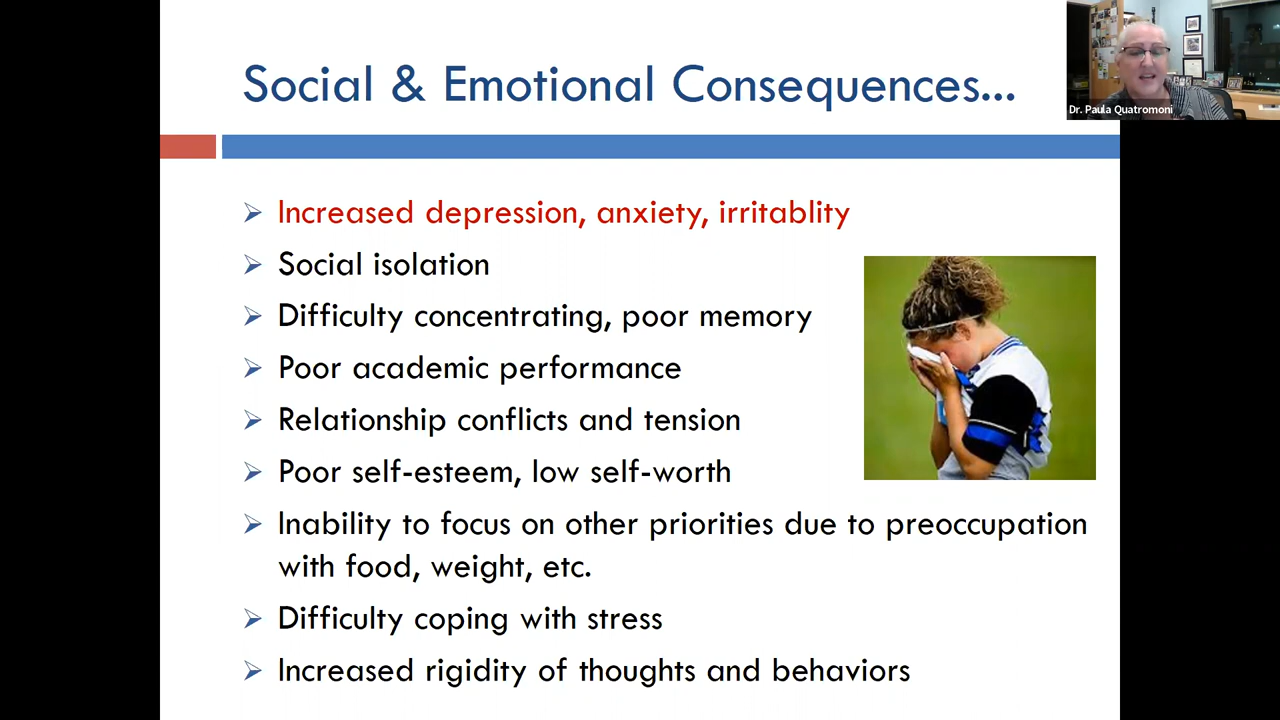 Social & Emotional Consequences...
Dr. Paula Quatromoni
Increased depression, anxiety, irritablity
Social isolation
Difficulty concentrating, poor memory
Poor academic performance
Relationship conflicts and tension
Poor self-esteem, low self-worth
Inability to focus on other priorities due to preoccupation
with food, weight, etc.
Difficulty coping with stress
Increased rigidity of thoughts and behaviors